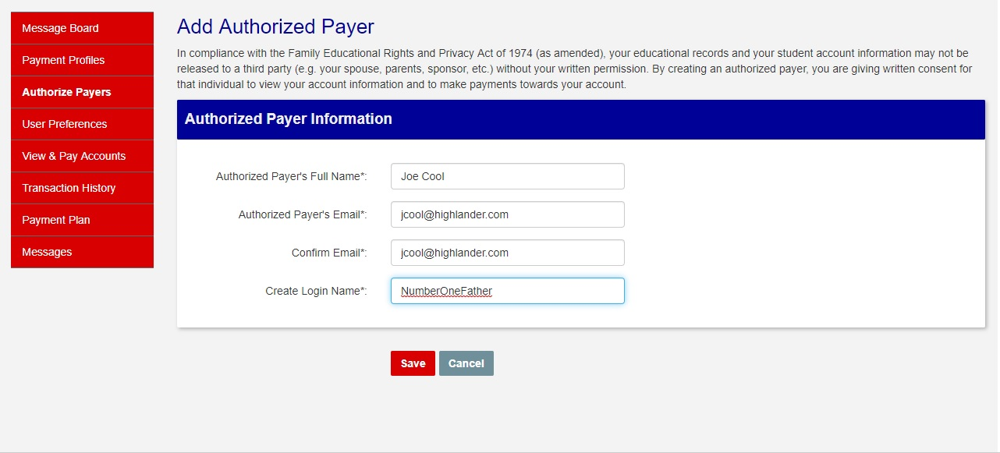 Message Board
Payment Profiles
Authorize Payers
User Preferences
View & Pay Accounts
Transaction History
Payment Plan
Messages
Add Authorized Payer
In compliance with the Family Educational Rights and Privacy Act of 1974 (as amended), your educational records and your student account information may not be
released to a third party (e.g. your spouse, parents, sponsor, etc.) without your written permission. By creating an authorized payer, you are giving written consent for
that individual to view your account information and to make payments towards your account.
Authorized Payer Information
Authorized Payer's Full Name*: Joe Cool
Authorized Payer's Email*: jcool@highlander.com
Confirm Email*: jcool@highlander.com
Create Login Name*: NumberOneFather
Save Cancel